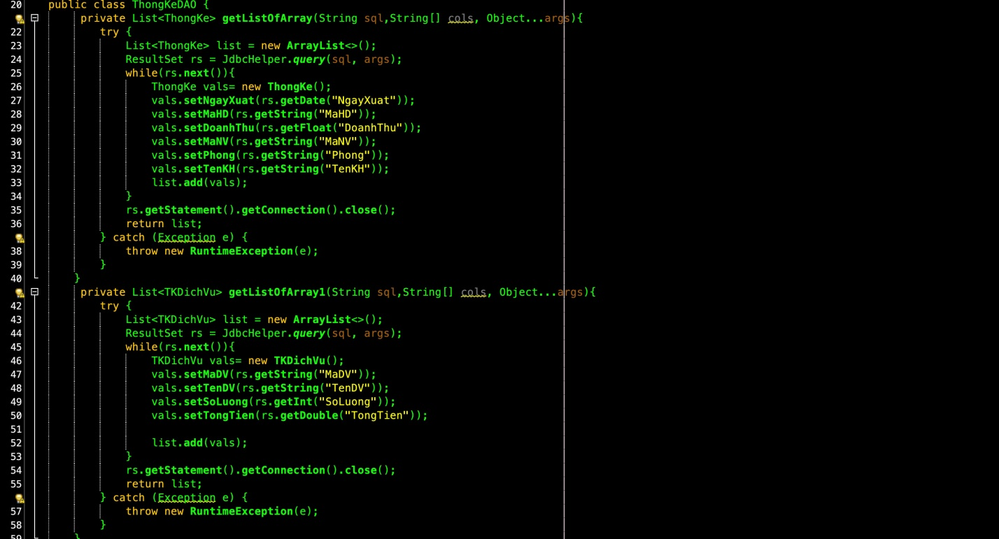 20 public class ThongKeDAO {
private List<ThongKe> getListOfArray(String sql,String[] cols, Object...args){
22 try {
23 List<ThongKe> list = new ArrayList<>();
24 ResultSet rs = JdbcHelper.query(sql, args);
25 while(rs.next()){
26 ThongKe vals= new ThongKe();
27 vals.setNgayXuat(rs.getDate("NgayXuat"));
28 vals.setMaHD(rs.getString("MaHD"));
29 vals.setDoanhThu(rs.getFloat("DoanhThu"));
30 vals.setMaNV(rs.getString("MaNV"));
31 vals.setPhong(rs.getString("Phong"));
32 vals.setTenKH(rs.getString("TenKH"));
33 list.add(vals);
34 }
35 rs.getStatement().getConnection().close();
36 return list;
} catch (Exception e) {
38 throw new RuntimeException(e);
39 }
40 }
private List<TKDichVu> getListOfArray1(String sql,String[] cols, Object...args){
42 try {
43 List<TKDichVu> list = new ArrayList<>();
44 ResultSet rs = JdbcHelper.query(sql, args);
45 while(rs.next()){
46 TKDichVu vals= new TKDichVu();
47 vals.setMaDV(rs.getString("MaDV"));
48 vals.setTenDV(rs.getString("TenDV"));
49 vals.setSoLuong(rs.getInt("SoLuong"));
50 vals.setTongTien(rs.getDouble("TongTien"));
51
52 list.add(vals);
53 }
54 rs.getStatement().getConnection().close();
55 return list;
} catch (Exception e) {
57 throw new RuntimeException(e);
58 }
59 }